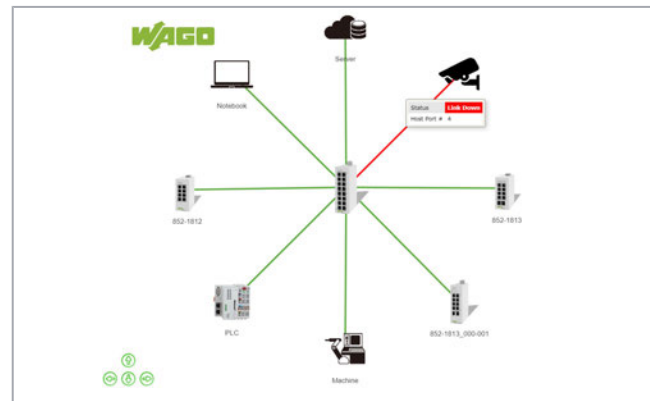 WAGO
Server
Notebook
Status Link Down
Host Port # 4
852-1812
852-1813
PLC
852-1813_000-001
Machine